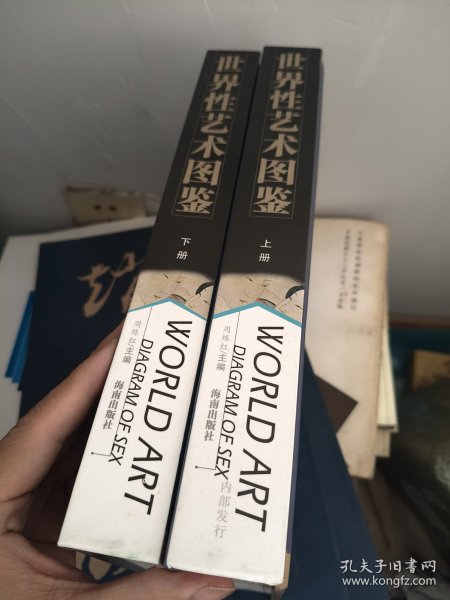 世界性艺术图鉴
下册
周炼红/主编
WORLD ART
DIAGRAM OF SEX
海南出版社
世界性艺术图鉴
上册
周炼红/主编
WORLD ART
DIAGRAM OF SEX
海南出版社
内部发行
孔夫子旧书网
www.kongfz.com